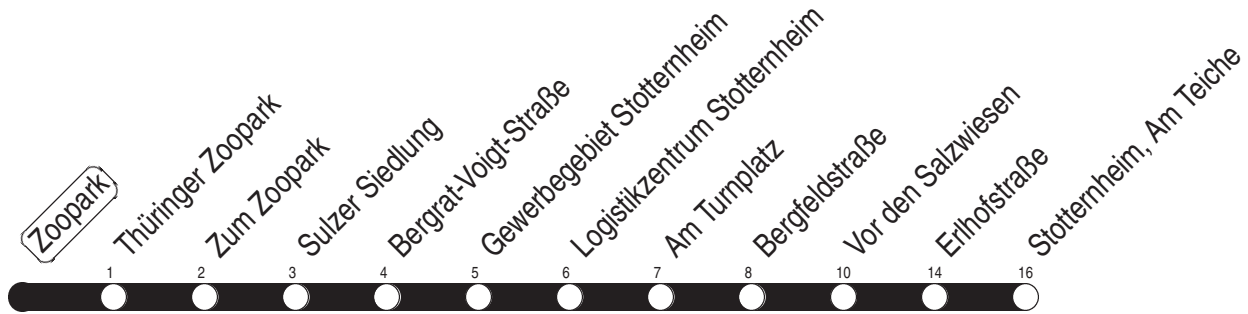 Zoopark
Thüringer Zoopark
Zum Zoopark
Sulzer Siedlung
Bergrat-Voigt-Straße
Gewerbegebiet Stotternheim
Logistikzentrum Stotternheim
Am Turnplatz
Bergfeldstraße
Vor den Salzwiesen
Erlhofstraße
Stotternheim, Am Teiche
1 2 3 4 5 6 7 8 10 14 16